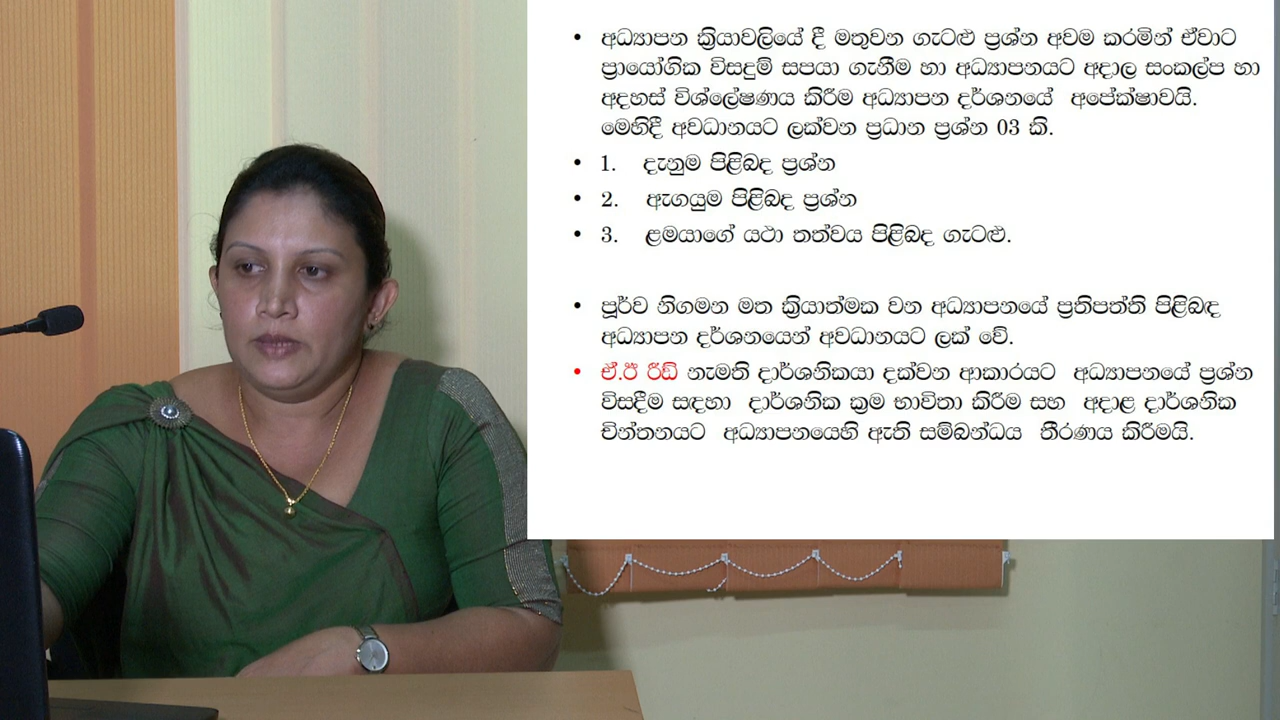 • අධ්‍යාපන ක්‍රියාවලියේ දී මතුවන ගැටළු ප්‍රශ්න අවම කරමින් ඒවාට
ප්‍රායෝගික විසඳුම් සපයා ගැනීම හා අධ්‍යාපනයට අදාල සංකල්ප හා
අදහස් විශ්ලේෂණය කිරීම අධ්‍යාපන දර්ශනයේ අපේක්ෂාවයි.
මෙහිදී අවධානයට ලක්වන ප්‍රධාන ප්‍රශ්න 03 කි.
• 1. දැනුම පිළිබද ප්‍රශ්න
• 2. ඇගයුම පිළිබද ප්‍රශ්න
• 3. ළමයාගේ යථා තත්වය පිළිබද ගැටළු.
• පූර්ව නිගමන මත ක්‍රියාත්මක වන අධ්‍යාපනයේ ප්‍රතිපත්ති පිළිබඳ
අධ්‍යාපන දර්ශනයෙන් අවධානයට ලක් වේ.
• ඒ.ඊ රීඩ් නැමති දාර්ශනිකයා දක්වන ආකාරයට අධ්‍යාපනයේ ප්‍රශ්න
විසදීම සඳහා දාර්ශනික ක්‍රම භාවිතා කිරීම සහ අදාළ දාර්ශනික
චින්තනයට අධ්‍යාපනයෙහි ඇති සම්බන්ධය තීරණය කිරීමයි.